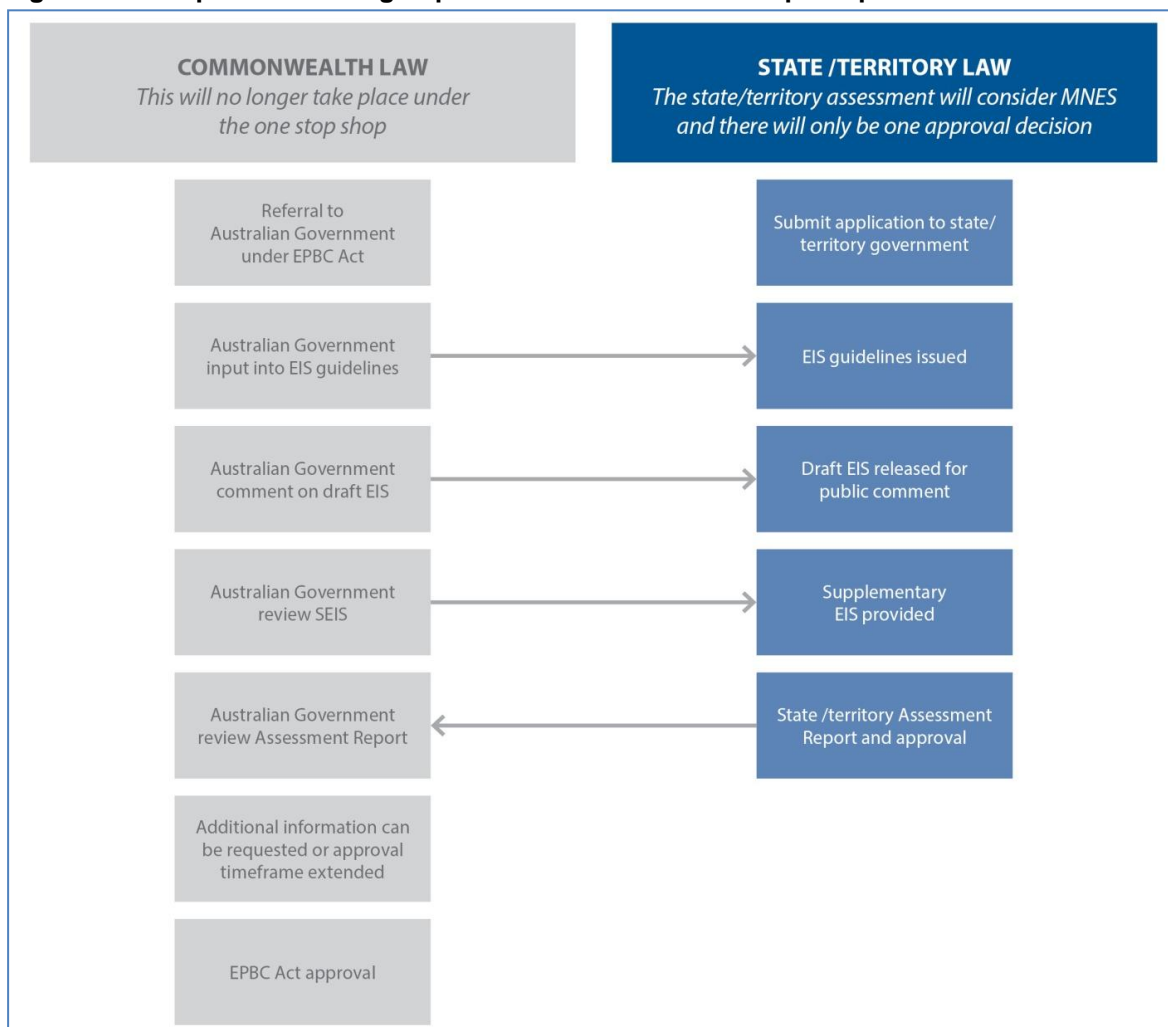 COMMONWEALTH LAW
This will no longer take place under
the one stop shop
STATE /TERRITORY LAW
The state/territory assessment will consider MNES
and there will only be one approval decision
Referral to
Australian Government
under EPBC Act
Submit application to state/
territory government
Australian Government
input into EIS guidelines
EIS guidelines issued
Australian Government
comment on draft EIS
Draft EIS released for
public comment
Australian Government
review SEIS
Supplementary
EIS provided
Australian Government
review Assessment Report
State /territory Assessment
Report and approval
Additional information can
be requested or approval
timeframe extended
EPBC Act approval